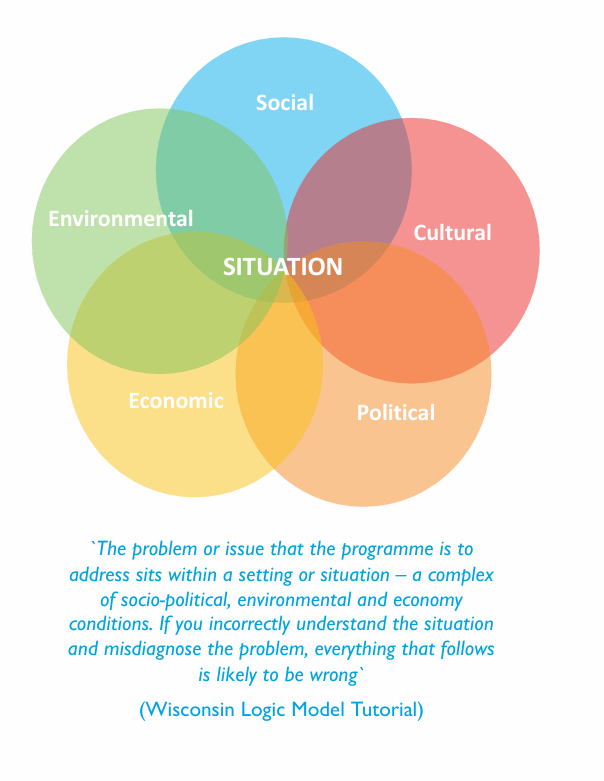 Social
Environmental
Cultural
SITUATION
Economic
Political
`The problem or issue that the programme is to
address sits within a setting or situation – a complex
of socio-political, environmental and economy
conditions. If you incorrectly understand the situation
and misdiagnose the problem, everything that follows
is likely to be wrong`
(Wisconsin Logic Model Tutorial)